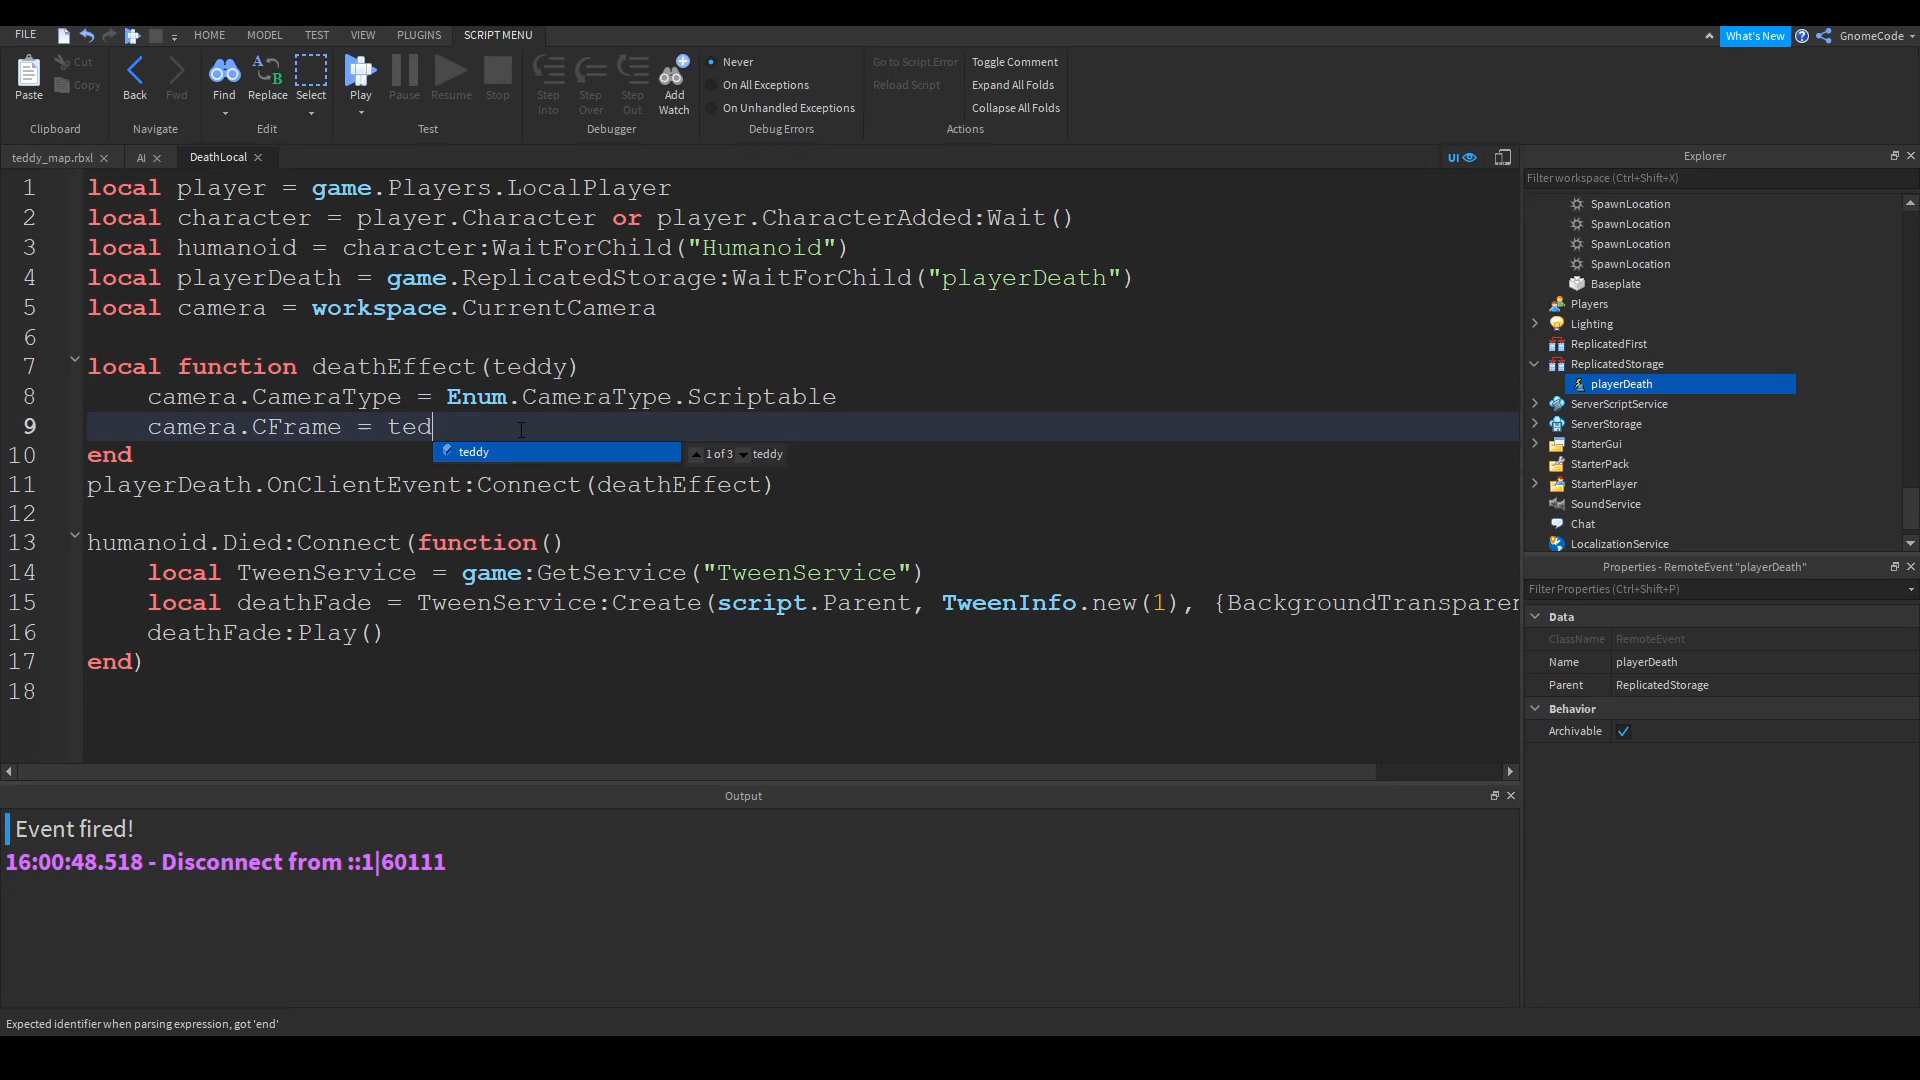 FILE HOME MODEL TEST VIEW PLUGINS SCRIPT MENU What's New GnomeCode
Paste Cut Copy Back Fwd Find Replace Select Play Pause Resume Stop Step Into Step Over Step Out Add Watch
Never
On All Exceptions
On Unhandled Exceptions
Go to Script Error
Reload Script
Toggle Comment
Expand All Folds
Collapse All Folds
Clipboard Navigate Edit Test Debugger Debug Errors Actions
teddy_map.rbxl AI DeathLocal UI
1 local player = game.Players.LocalPlayer
2 local character = player.Character or player.CharacterAdded:Wait()
3 local humanoid = character:WaitForChild("Humanoid")
4 local playerDeath = game.ReplicatedStorage:WaitForChild("playerDeath")
5 local camera = workspace.CurrentCamera
6
7 local function deathEffect(teddy)
8 camera.CameraType = Enum.CameraType.Scriptable
9 camera.CFrame = ted
teddy 1 of 3 teddy
10 end
11 playerDeath.OnClientEvent:Connect(deathEffect)
12
13 humanoid.Died:Connect(function()
14 local TweenService = game:GetService("TweenService")
15 local deathFade = TweenService:Create(script.Parent, TweenInfo.new(1), {BackgroundTransparen
16 deathFade:Play()
17 end)
18
Output
Event fired!
16:00:48.518 - Disconnect from ::1|60111
Expected identifier when parsing expression, got 'end'
Explorer
Filter workspace (Ctrl+Shift+X)
SpawnLocation
SpawnLocation
SpawnLocation
SpawnLocation
Baseplate
Players
Lighting
ReplicatedFirst
ReplicatedStorage
playerDeath
ServerScriptService
ServerStorage
StarterGui
StarterPack
StarterPlayer
SoundService
Chat
LocalizationService
Properties - RemoteEvent "playerDeath"
Filter Properties (Ctrl+Shift+P)
Data
ClassName RemoteEvent
Name playerDeath
Parent ReplicatedStorage
Behavior
Archivable